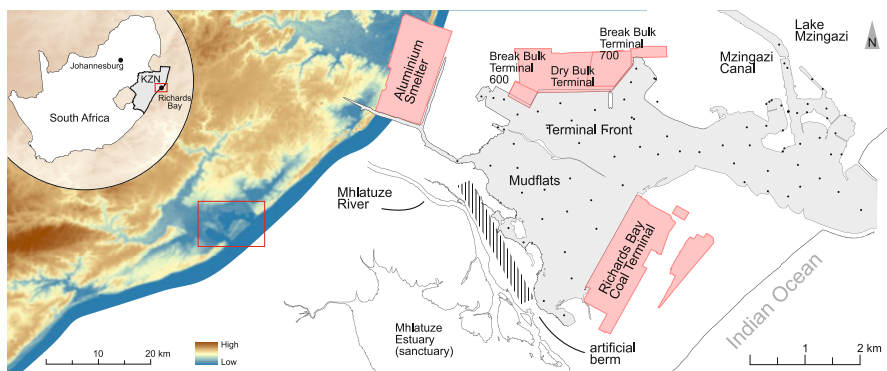 Johannesburg
KZN
Richards
Bay
South Africa
High
Low
10
20 km
Aluminium
Smelter
Break Bulk
Terminal
600
Break Bulk
Terminal
700
Dry Bulk
Terminal
Terminal Front
Mudflats
Mhlatuze
River
Mhlatuze
Estuary
(sanctuary)
artificial
berm
Richards Bay
Coal Terminal
Lake
Mzingazi
Mzingazi
Canal
N
Indian Ocean
1
2 km